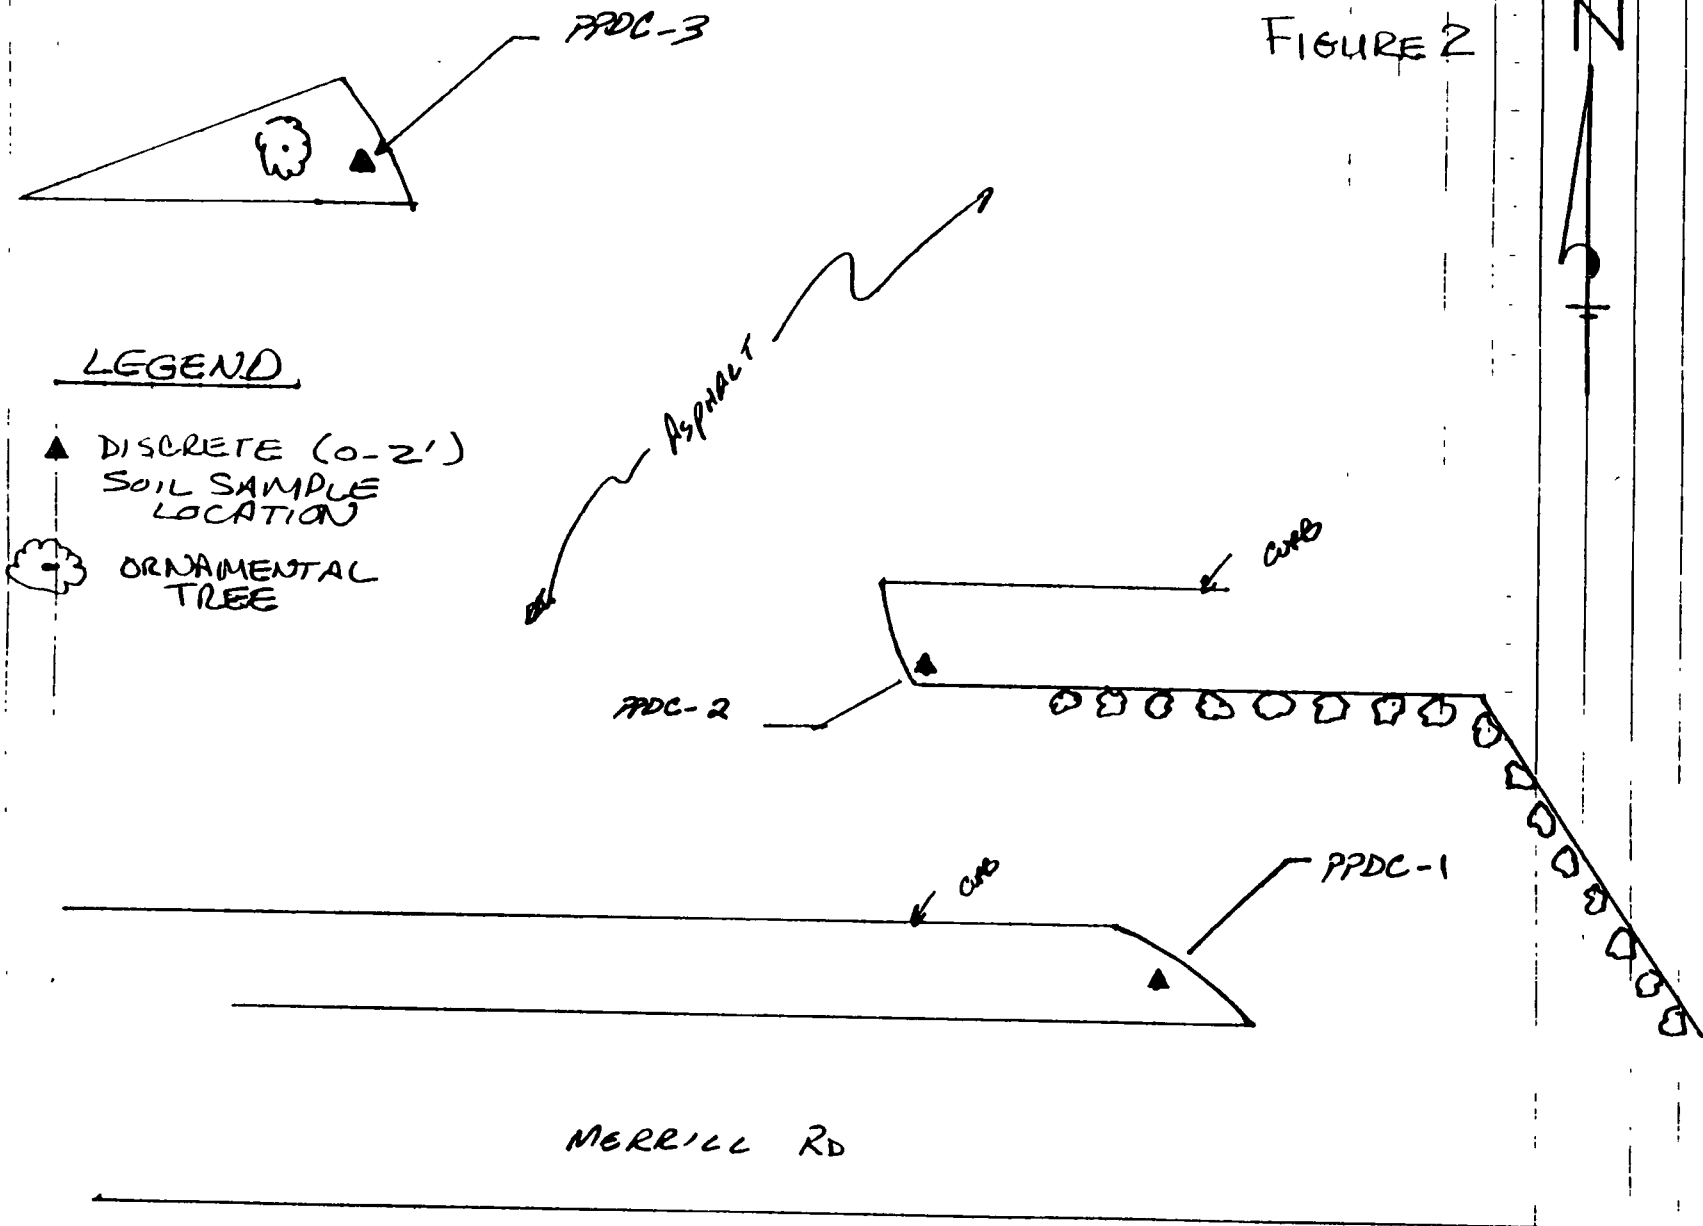 PPDC-3
FIGURE 2
N
LEGEND
▲ DISCRETE (0-2')
SOIL SAMPLE
LOCATION
ORNAMENTAL
TREE
ASPHALT
CURB
PPDC-2
CURB
PPDC-1
MERRILL RD